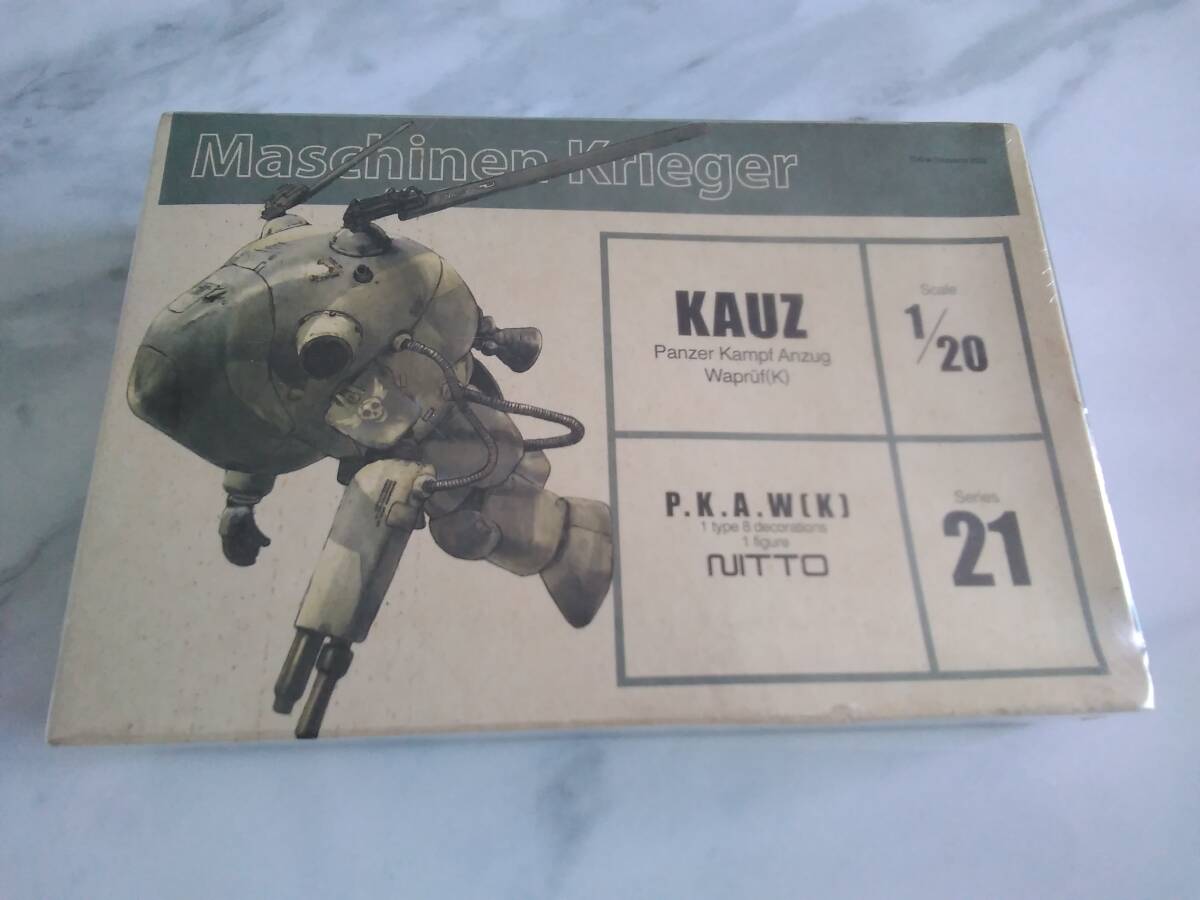 Maschinen Krieger
KAUZ
Panzer Kampf Anzug
Waprüf(K)
Scale
1/20
P.K.A.W(K)
1 type 8 decorations
1 figure
NITTO
Series
21